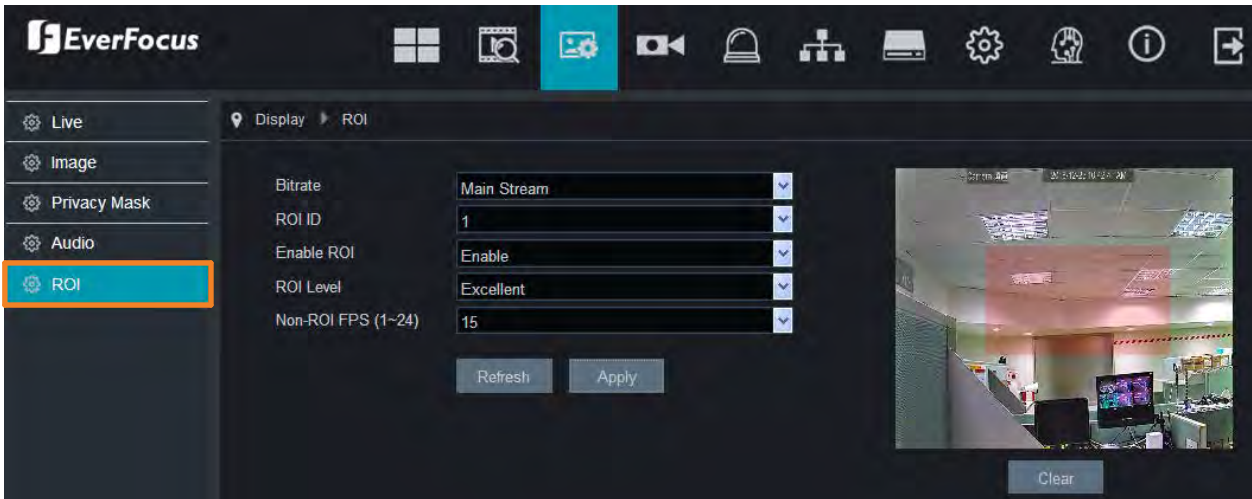 EverFocus
Live
Image
Privacy Mask
Audio
ROI
Display ROI
Bitrate Main Stream
ROI ID 1
Enable ROI Enable
ROI Level Excellent
Non-ROI FPS (1~24) 15
Refresh Apply
Clear